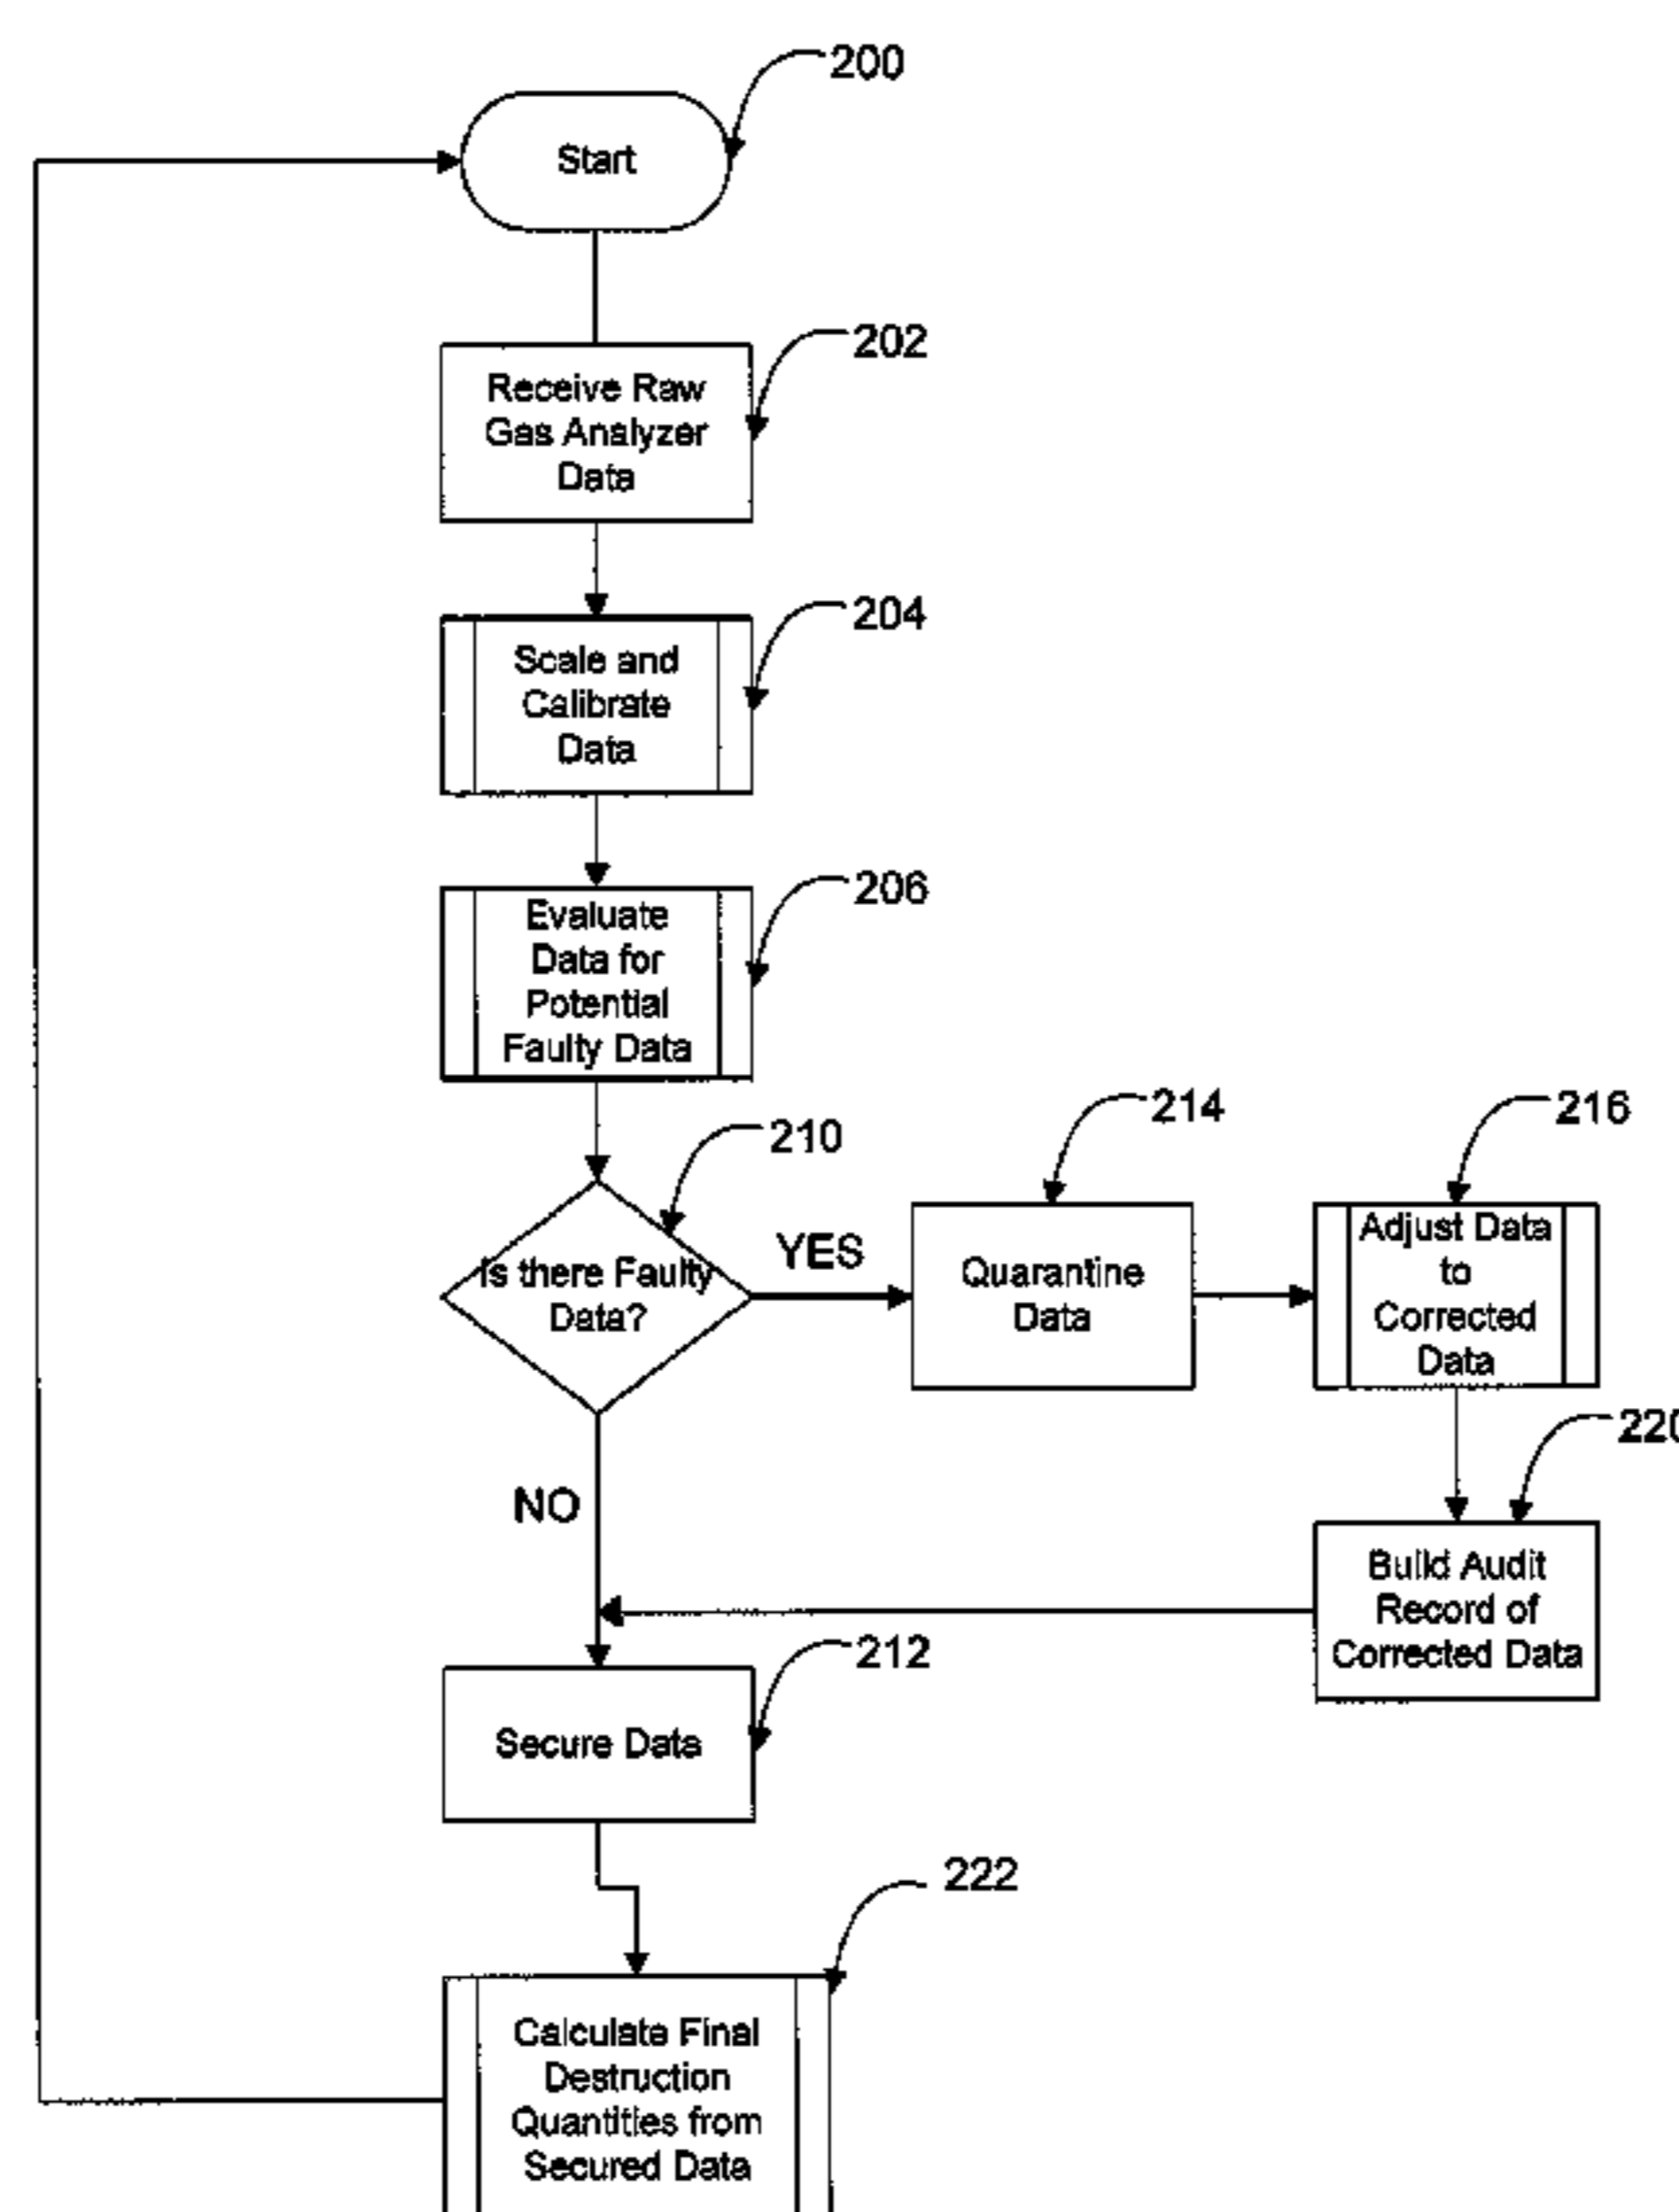 200
Start
202
Receive Raw
Gas Analyzer
Data
204
Scale and
Calibrate
Data
206
Evaluate
Data for
Potential
Faulty Data
210
Is there Faulty
Data?
YES
214
Quarantine
Data
216
Adjust Data
to
Corrected
Data
NO
220
Build Audit
Record of
Corrected Data
212
Secure Data
222
Calculate Final
Destruction
Quantities from
Secured Data